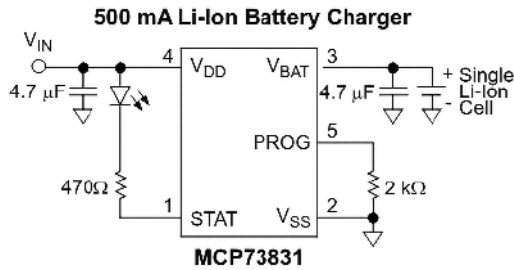 500 mA Li-Ion Battery Charger
VIN
4
VDD
VBAT
3
4.7 μF
4.7 μF
+ Single
Li-Ion
- Cell
PROG
5
470Ω
2 kΩ
1
STAT
VSS
2
MCP73831